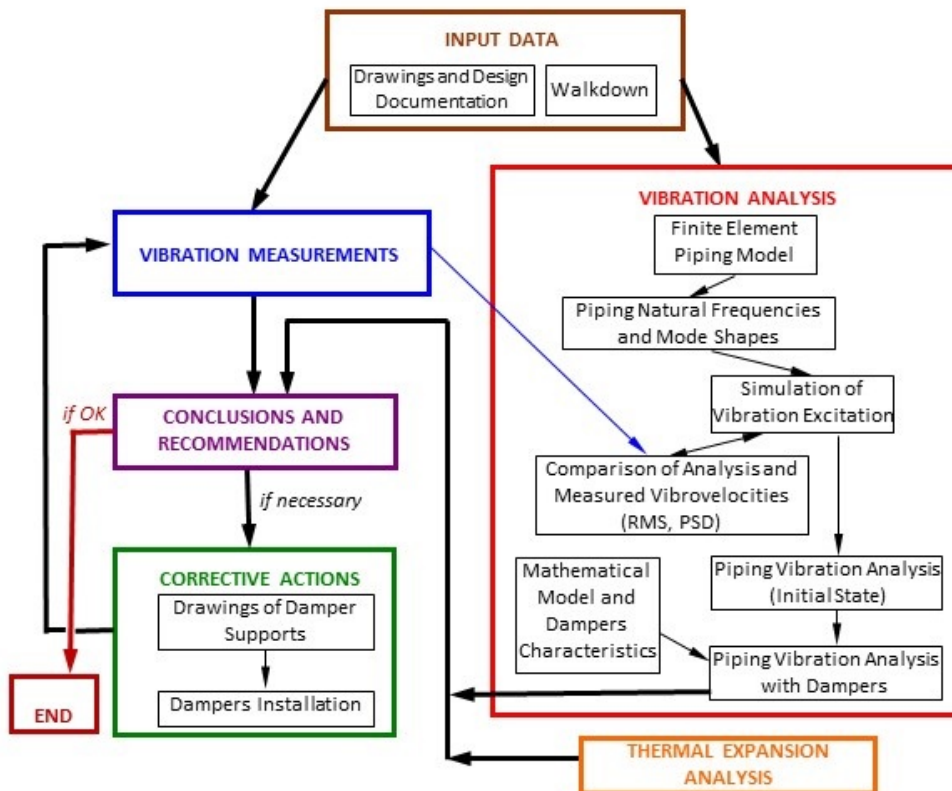 INPUT DATA
Drawings and Design
Documentation
Walkdown
VIBRATION ANALYSIS
Finite Element
Piping Model
VIBRATION MEASUREMENTS
Piping Natural Frequencies
and Mode Shapes
Simulation of
Vibration Excitation
if OK
CONCLUSIONS AND
RECOMMENDATIONS
Comparison of Analysis and
Measured Vibrovelocities
(RMS, PSD)
if necessary
CORRECTIVE ACTIONS
Drawings of Damper
Supports
Dampers Installation
Mathematical
Model and
Dampers
Characteristics
Piping Vibration Analysis
(Initial State)
Piping Vibration Analysis
with Dampers
END
THERMAL EXPANSION
ANALYSIS